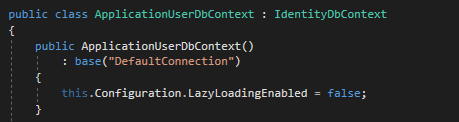 public class ApplicationUserDbContext : IdentityDbContext
{
public ApplicationUserDbContext()
: base("DefaultConnection")
{
this.Configuration.LazyLoadingEnabled = false;
}